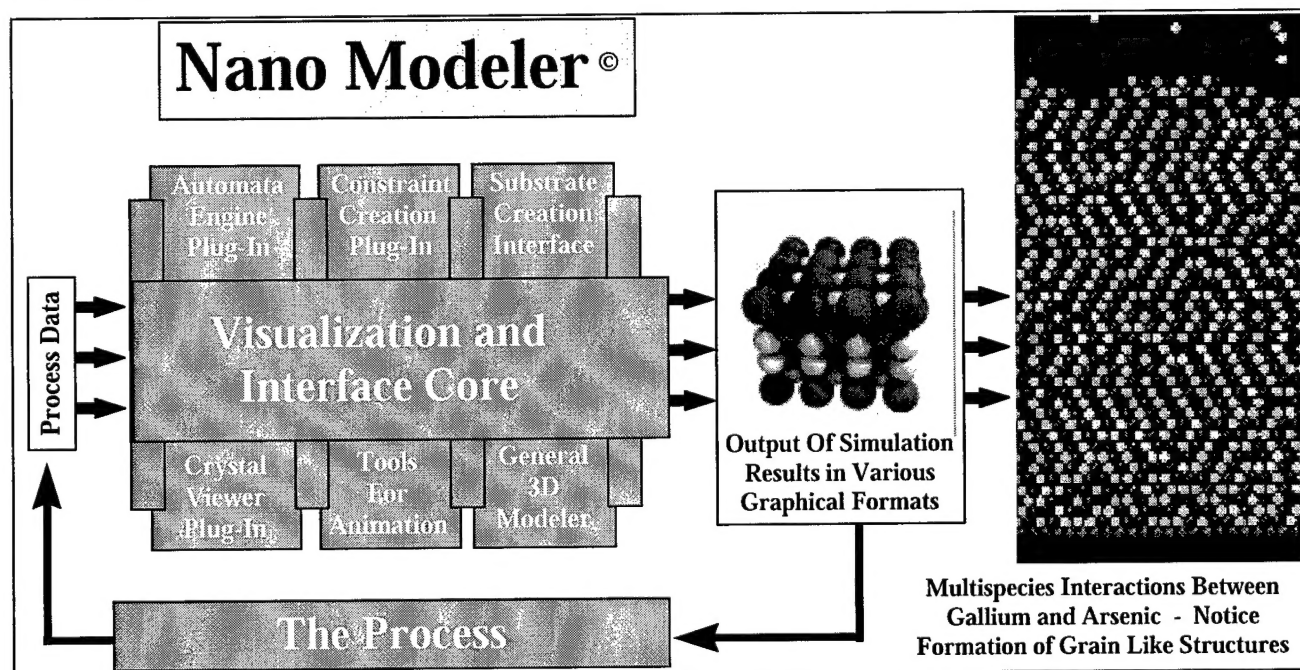 Nano Modeler ©
Automata
Engine
Plug-In
Constraint
Creation
Plug-In
Substrate
Creation
Interface
Process Data
Visualization and
Interface Core
Crystal
Viewer
Plug-In
Tools
For
Animation
General
3D
Modeler
Output Of Simulation
Results in Various
Graphical Formats
The Process
Multispecies Interactions Between
Gallium and Arsenic - Notice
Formation of Grain Like Structures